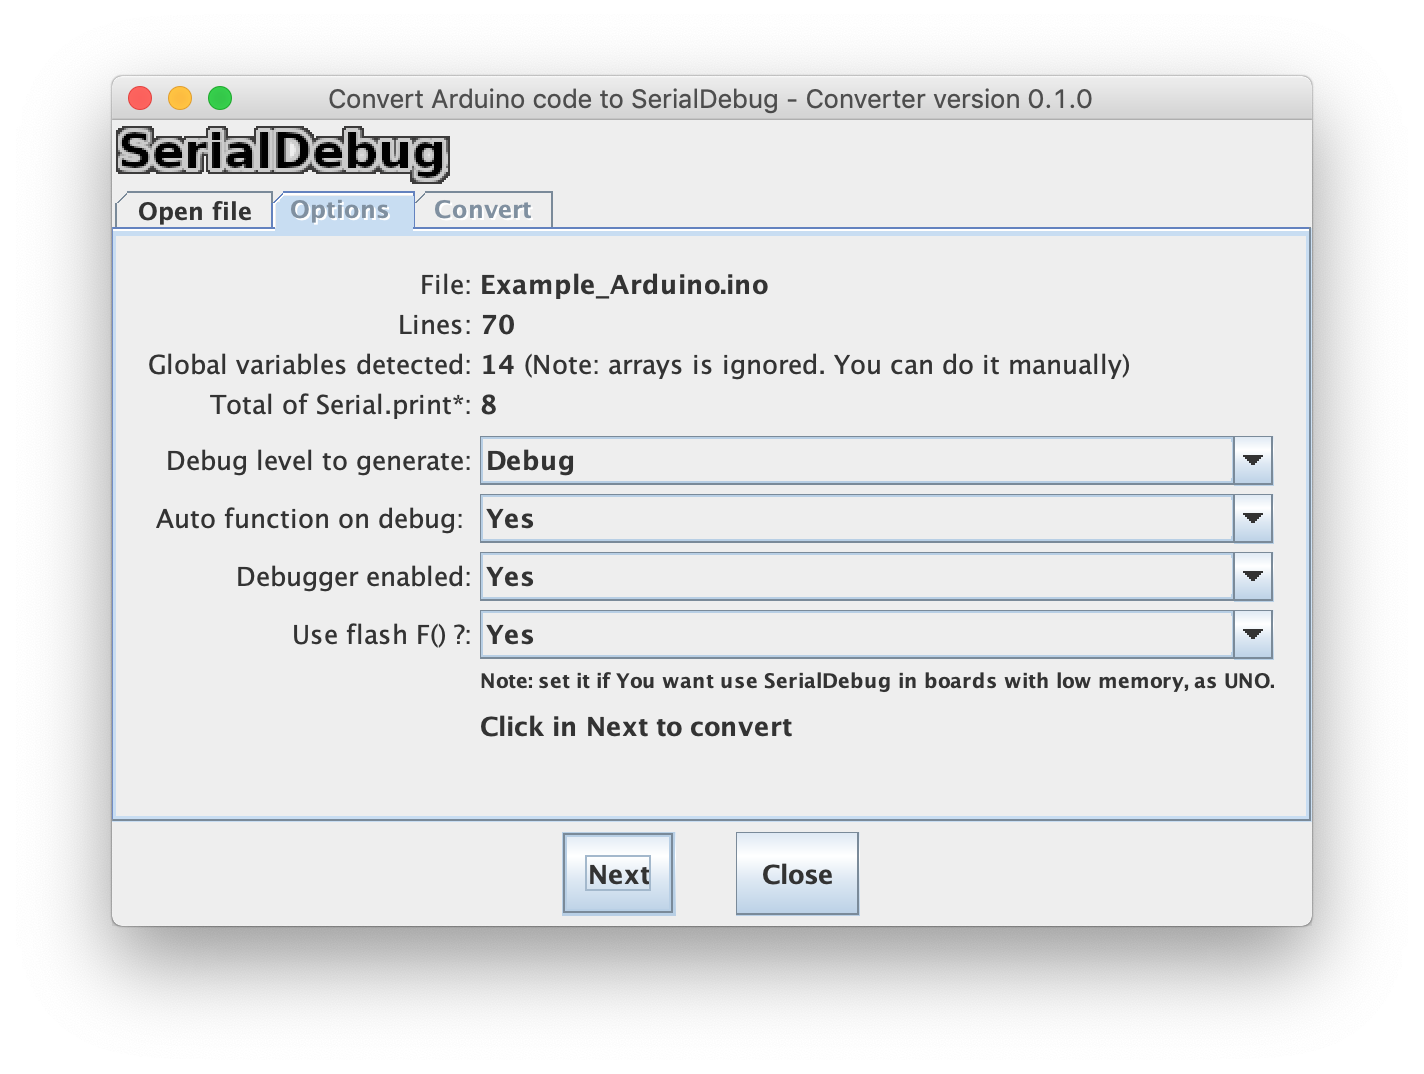 Convert Arduino code to SerialDebug - Converter version 0.1.0
SerialDebug
Open file Options Convert
File: Example_Arduino.ino
Lines: 70
Global variables detected: 14 (Note: arrays is ignored. You can do it manually)
Total of Serial.print*: 8
Debug level to generate: Debug
Auto function on debug: Yes
Debugger enabled: Yes
Use flash F() ?: Yes
Note: set it if You want use SerialDebug in boards with low memory, as UNO.
Click in Next to convert
Next Close